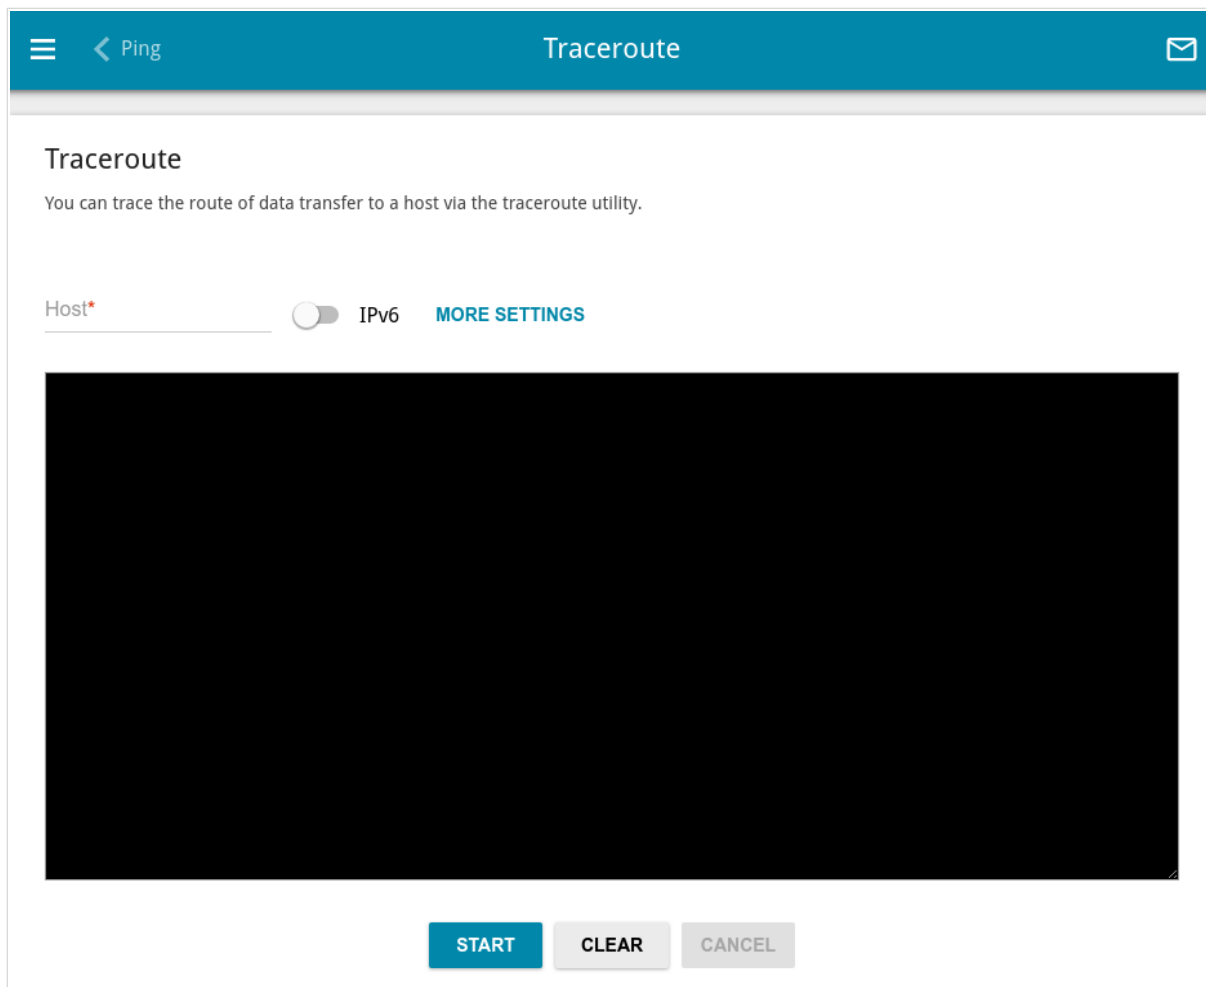 Ping
Traceroute
Traceroute
You can trace the route of data transfer to a host via the traceroute utility.
Host*
IPv6
MORE SETTINGS
START
CLEAR
CANCEL